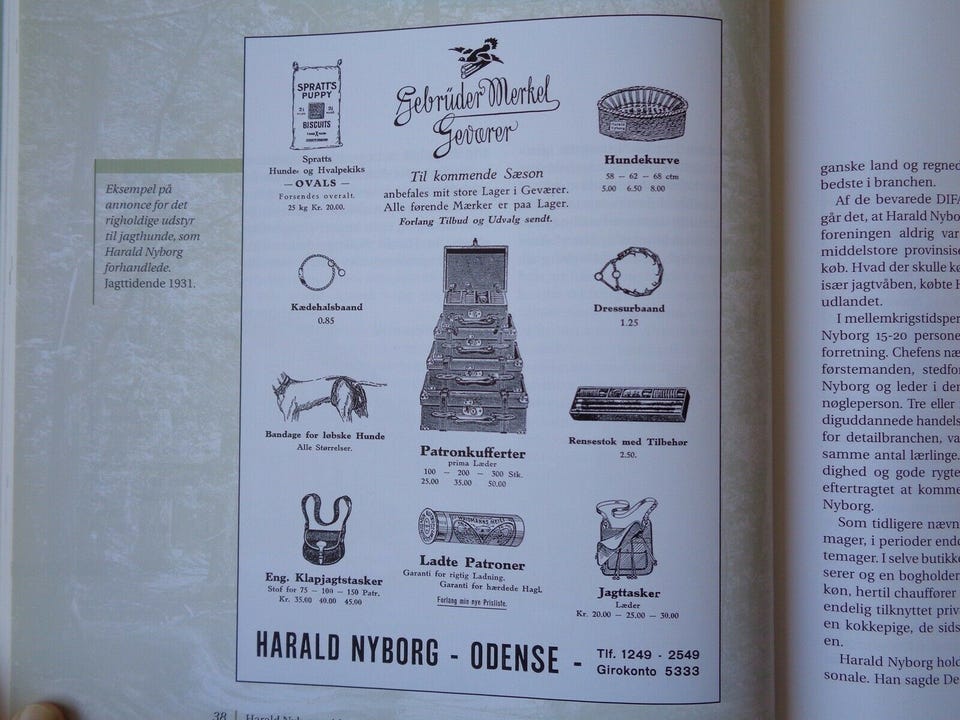 Eksempel på
annonce for det
righoldige udstyr
til jagthunde, som
Harald Nyborg
forhandlede.
Jagttidende 1931.
SPRATT'S
PUPPY
BISCUITS
Spratts
Hunde- og Hvalpekiks
— OVALS —
Forsendes overalt.
25 kg Kr. 20.00.
Gebrüder Merkel
Geværer
Til kommende Sæson
anbefales mit store Lager i Geværer.
Alle førende Mærker er paa Lager.
Forlang Tilbud og Udvalg sendt.
Hundekurve
58 — 62 — 68 ctm
5.00 6.50 8.00
Kædehalsbaand
0.85
Dressurbaand
1.25
Bandage for løbske Hunde
Alle Størrelser.
Patronkufferter
prima Læder
100 — 200 — 300 Stk.
25.00 35.00 50.00
Rensestok med Tilbehør
2.50.
Eng. Klapjagtstasker
Stof for 75 — 100 — 150 Patr.
Kr. 35.00 40.00 45.00
Ladte Patroner
Garanti for rigtig Ladning.
Garanti for hærdede Hagl.
Forlang min nye Prisliste.
Jagttasker
Læder
Kr. 20.00 — 25.00 — 30.00
HARALD NYBORG - ODENSE -
Tlf. 1249 - 2549
Girokonto 5333
38 | Harald
ganske land og regned
bedste i branchen.
Af de bevarede DIFA
går det, at Harald Nybo
foreningen aldrig var
middelstore provinsise
køb. Hvad der skulle kø
især jagtvåben, købte H
udlandet.
I mellemkrigstidsper
Nyborg 15-20 persone
forretning. Chefens næ
førstemanden, stedfor
Nyborg og leder i der
nøgleperson. Tre eller
diguddannede handels
for detailbranchen, va
samme antal lærlinge.
dighed og gode rygte
eftertragtet at komme
Nyborg.
Som tidligere nævn
mager, i perioder endo
temager. I selve butikke
serer og en bogholder
køn, hertil chauffører
endelig tilknyttet priv
en kokkepige, de sids
en.
Harald Nyborg hold
sonale. Han sagde De